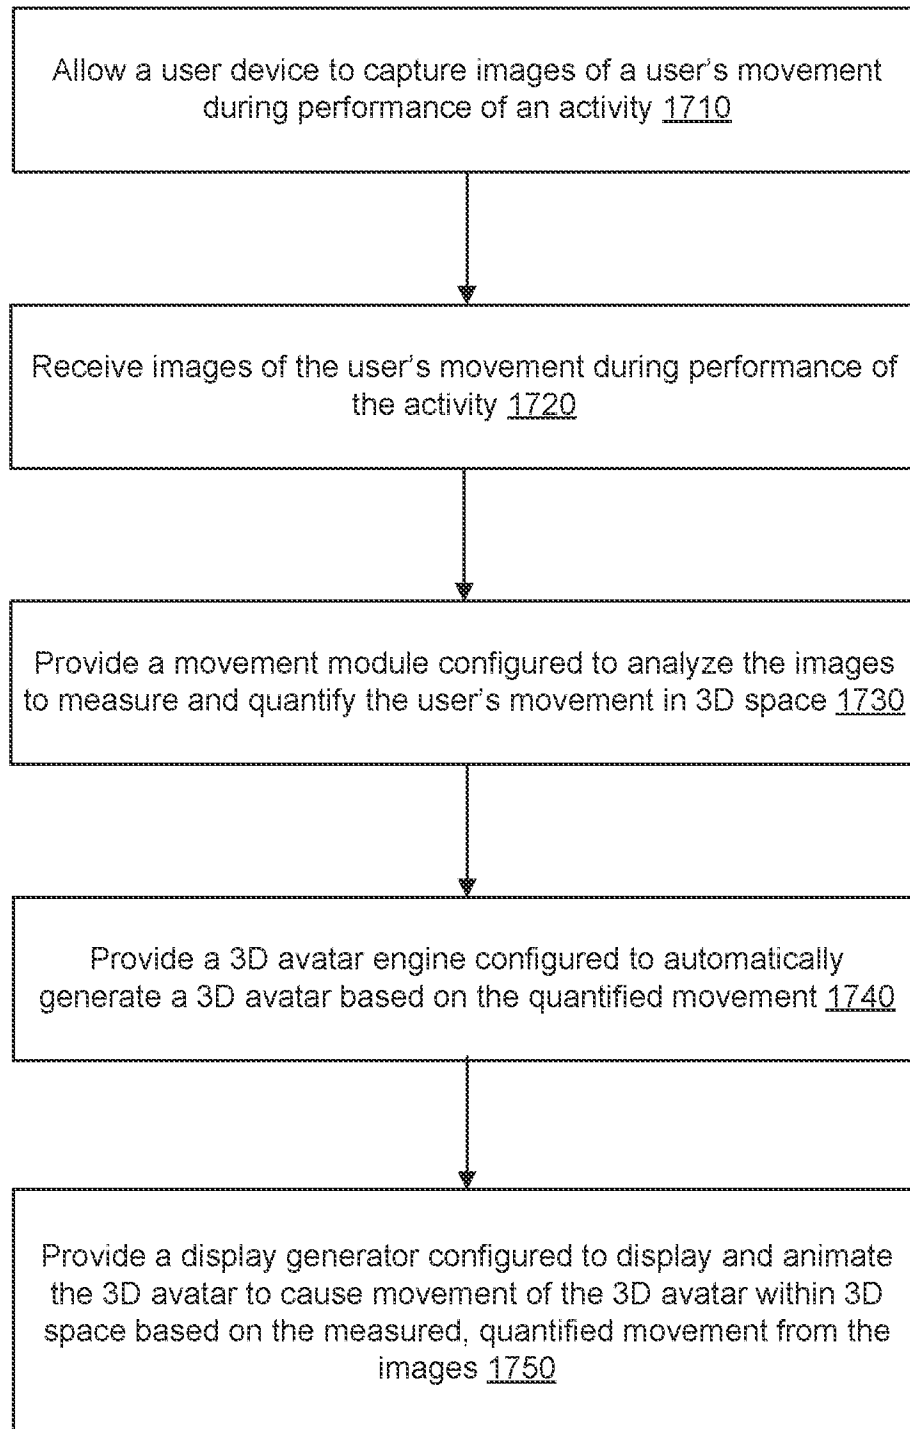 Allow a user device to capture images of a user's movement
during performance of an activity 1710
Receive images of the user's movement during performance of
the activity 1720
Provide a movement module configured to analyze the images
to measure and quantify the user's movement in 3D space 1730
Provide a 3D avatar engine configured to automatically
generate a 3D avatar based on the quantified movement 1740
Provide a display generator configured to display and animate
the 3D avatar to cause movement of the 3D avatar within 3D
space based on the measured, quantified movement from the
images 1750